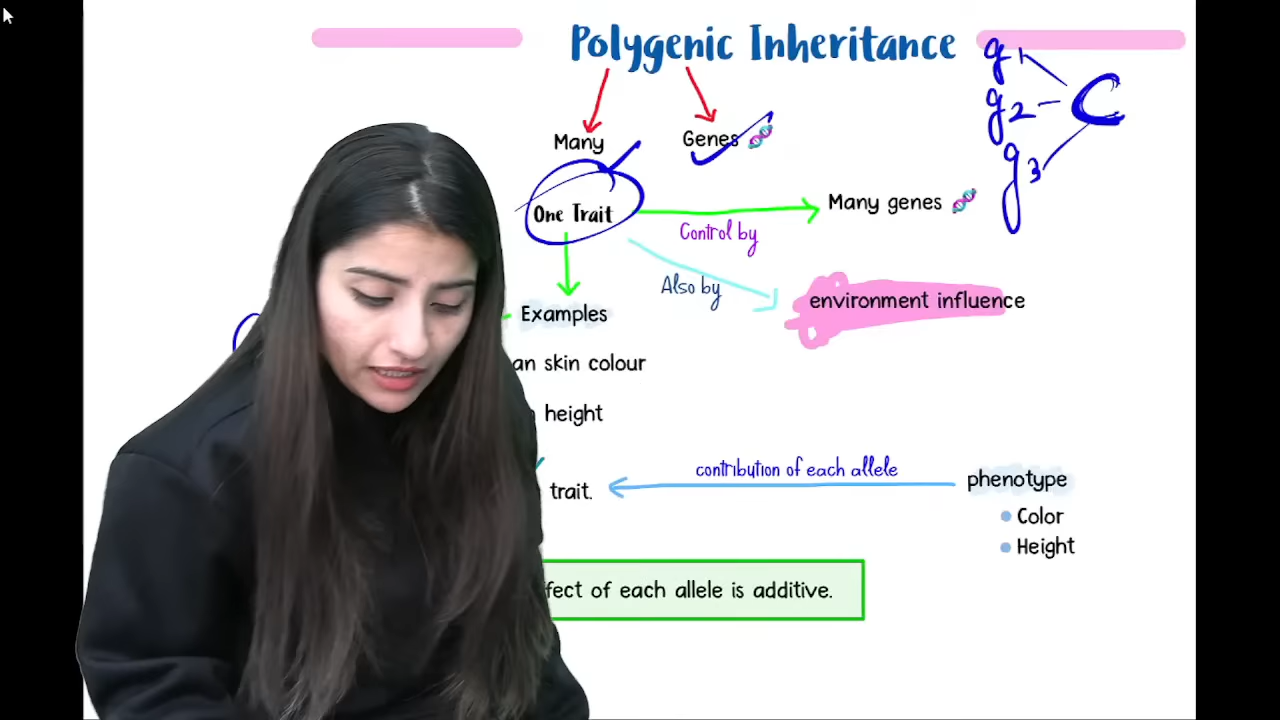 Polygenic Inheritance
g1
g2
g3
C
Many
Genes
One Trait
Control by
Many genes
Also by
environment influence
Examples
an skin colour
height
trait.
contribution of each allele
phenotype
Color
Height
fect of each allele is additive.